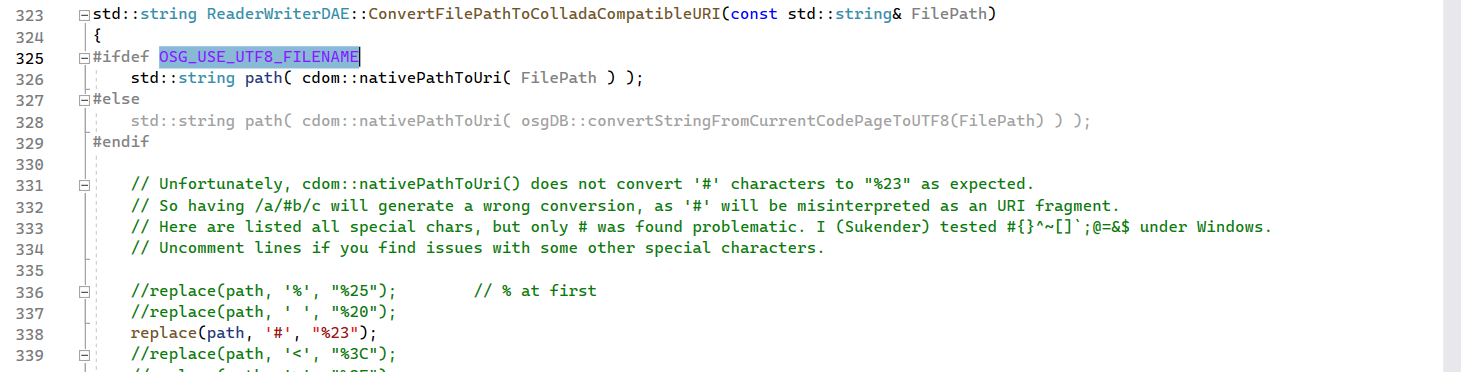 323 std::string ReaderWriterDAE::ConvertFilePathToColladaCompatibleURI(const std::string& FilePath)
324 {
325 #ifdef OSG_USE_UTF8_FILENAME
326 std::string path( cdom::nativePathToUri( FilePath ) );
327 #else
328 std::string path( cdom::nativePathToUri( osgDB::convertStringFromCurrentCodePageToUTF8(FilePath) ) );
329 #endif
330
331 // Unfortunately, cdom::nativePathToUri() does not convert '#' characters to "%23" as expected.
332 // So having /a/#b/c will generate a wrong conversion, as '#' will be misinterpreted as an URI fragment.
333 // Here are listed all special chars, but only # was found problematic. I (Sukender) tested #{}^~[]`;@=&$ under Windows.
334 // Uncomment lines if you find issues with some other special characters.
335
336 //replace(path, '%', "%25"); // % at first
337 //replace(path, ' ', "%20");
338 replace(path, '#', "%23");
339 //replace(path, '<', "%3C");